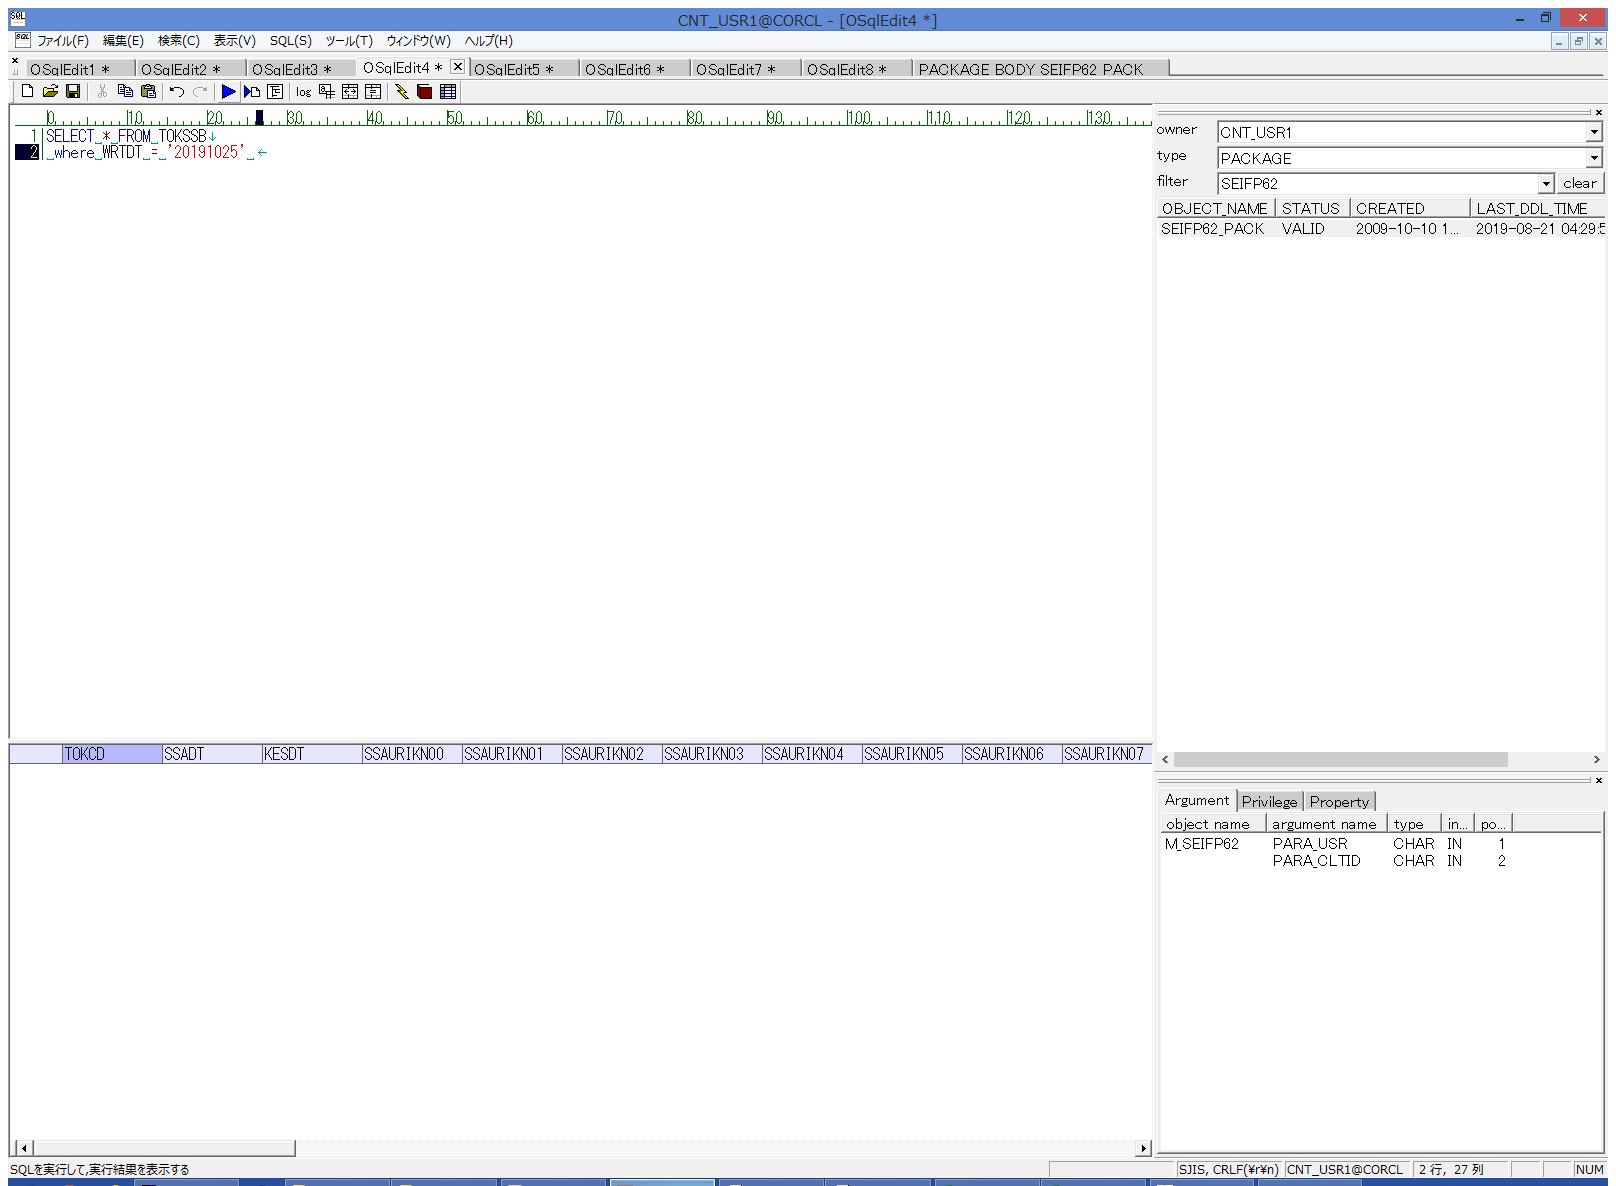 CNT_USR1@CORCL - [OSqlEdit4 *]
ファイル(F) 編集(E) 検索(C) 表示(V) SQL(S) ツール(T) ウィンドウ(W) ヘルプ(H)
OSqlEdit1 * OSqlEdit2 * OSqlEdit3 * OSqlEdit4 * OSqlEdit5 * OSqlEdit6 * OSqlEdit7 * OSqlEdit8 * PACKAGE BODY SEIFP62_PACK
log
0 10 20 30 40 50 60 70 80 90 100 110 120 130
1 SELECT * FROM TOKSSB↓
2 where WRTDT = '20191025' ←
owner CNT_USR1
type PACKAGE
filter SEIFP62 clear
OBJECT_NAME STATUS CREATED LAST_DDL_TIME
SEIFP62_PACK VALID 2009-10-10 1... 2019-08-21 04:29:5
TOKCD SSADT KESDT SSAURIKN00 SSAURIKN01 SSAURIKN02 SSAURIKN03 SSAURIKN04 SSAURIKN05 SSAURIKN06 SSAURIKN07
Argument Privilege Property
object name argument name type in... po...
M_SEIFP62 PARA_USR CHAR IN 1
PARA_CLTID CHAR IN 2
SQLを実行して,実行結果を表示する
SJIS, CRLF(¥r¥n) CNT_USR1@CORCL 2 行, 27 列 NUM